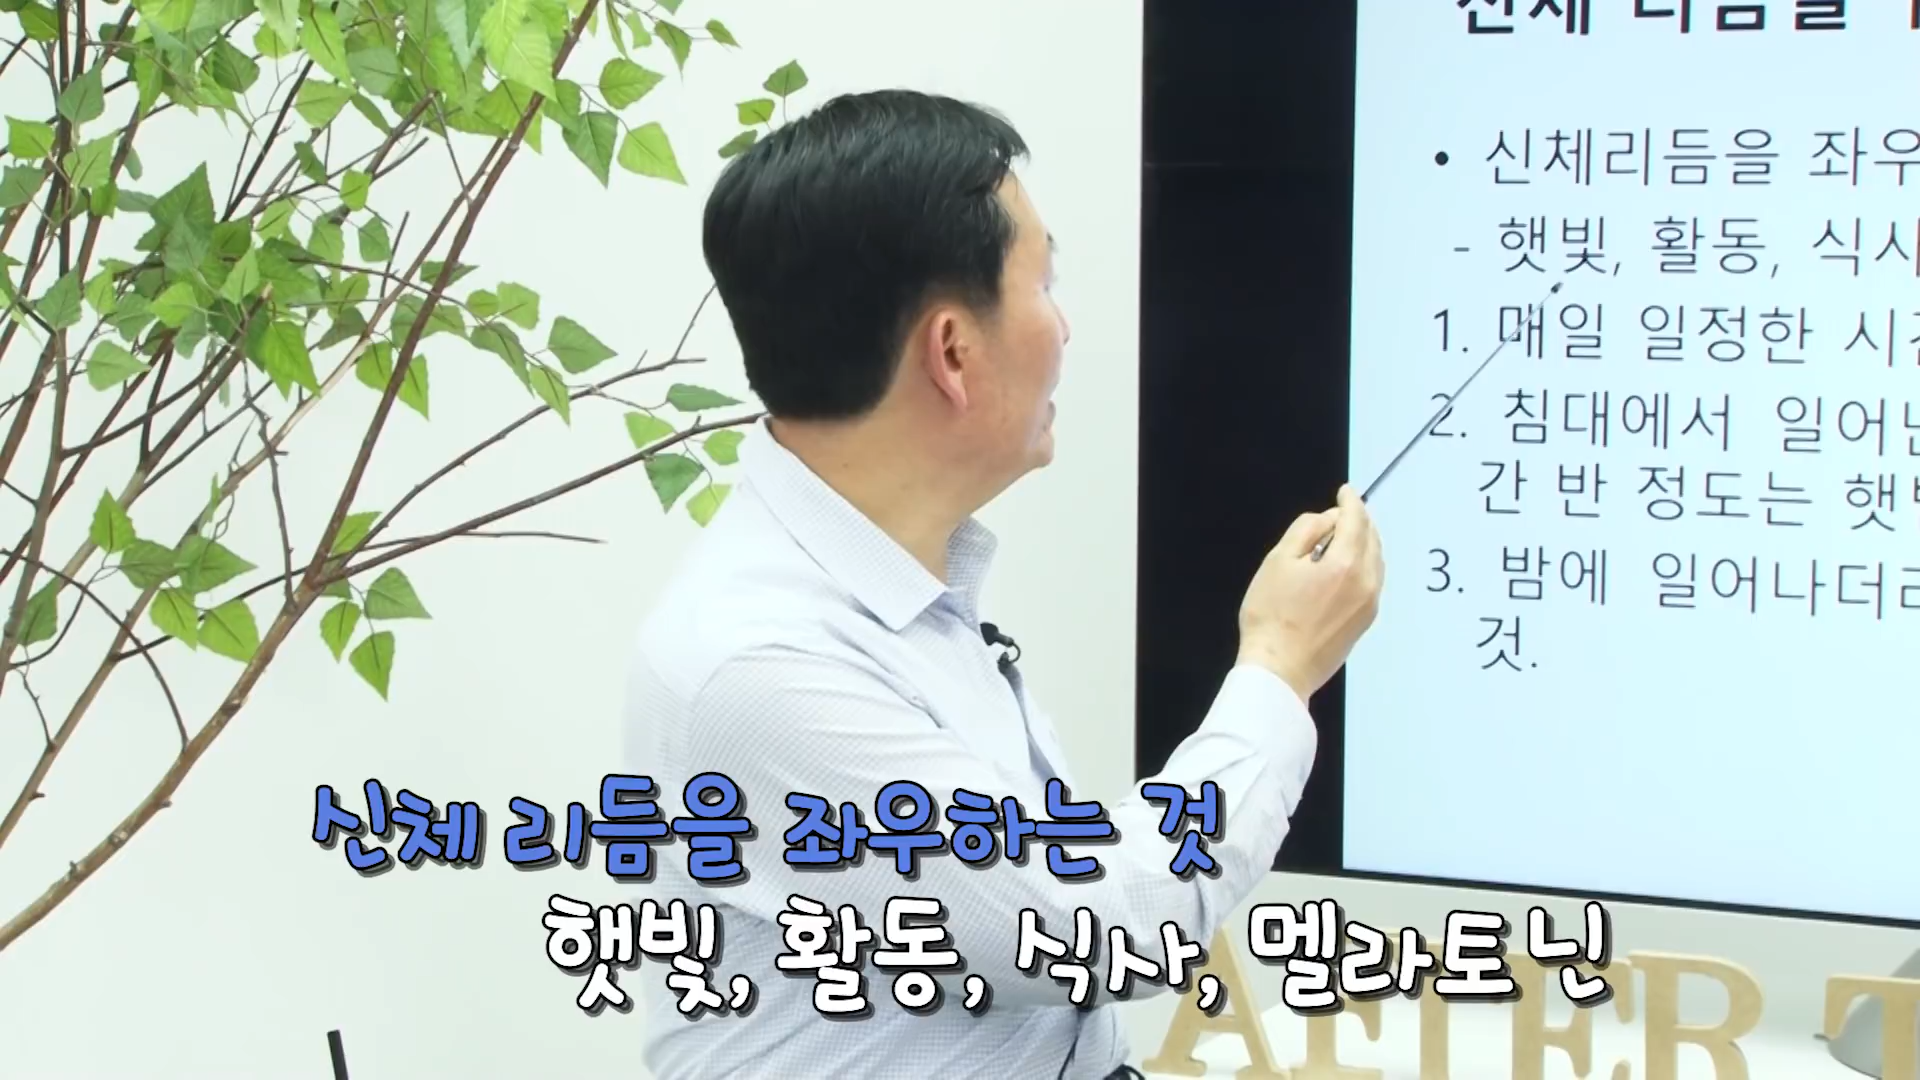 신체 리듬을
• 신체리듬을 좌우
- 햇빛, 활동, 식사
1. 매일 일정한 시간
2. 침대에서 일어난
간 반 정도는 햇빛
3. 밤에 일어나더라
것.
신체 리듬을 좌우하는 것
햇빛, 활동, 식사, 멜라토닌
AFTER T